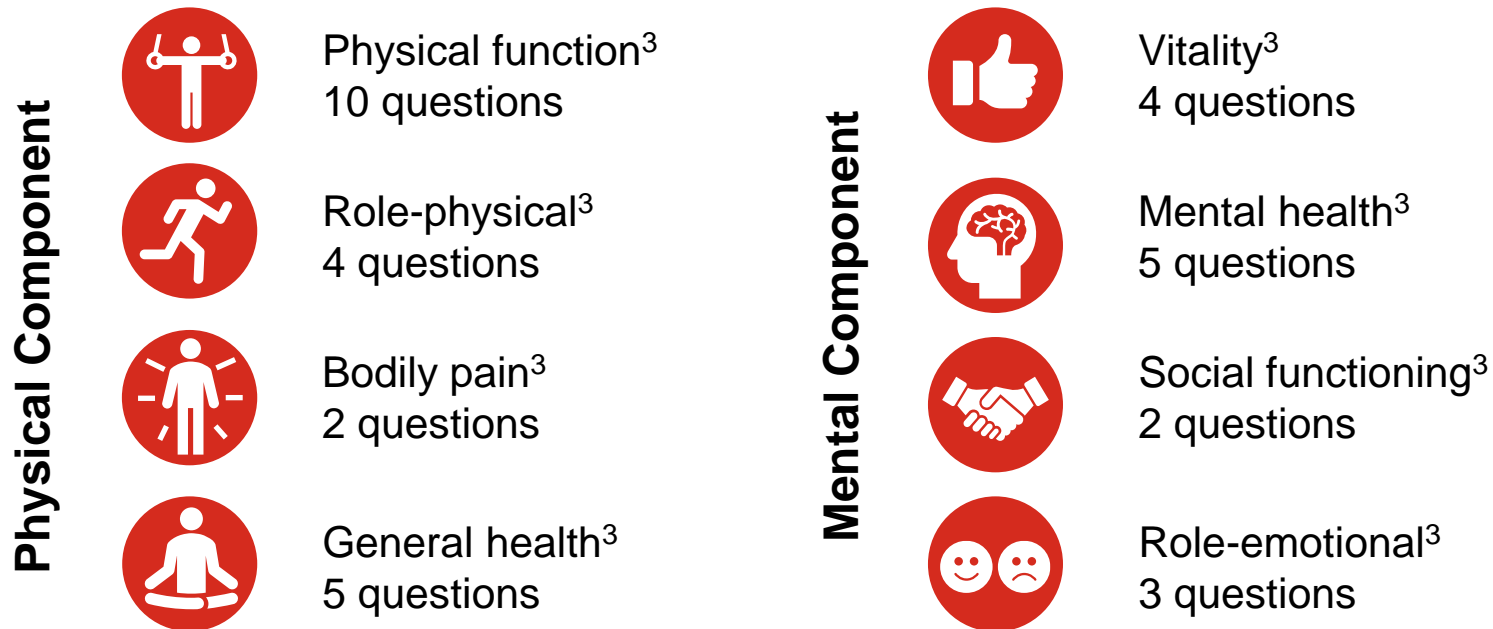 Physical Component
Physical function³
10 questions
Role-physical³
4 questions
Bodily pain³
2 questions
General health³
5 questions
Mental Component
Vitality³
4 questions
Mental health³
5 questions
Social functioning³
2 questions
Role-emotional³
3 questions